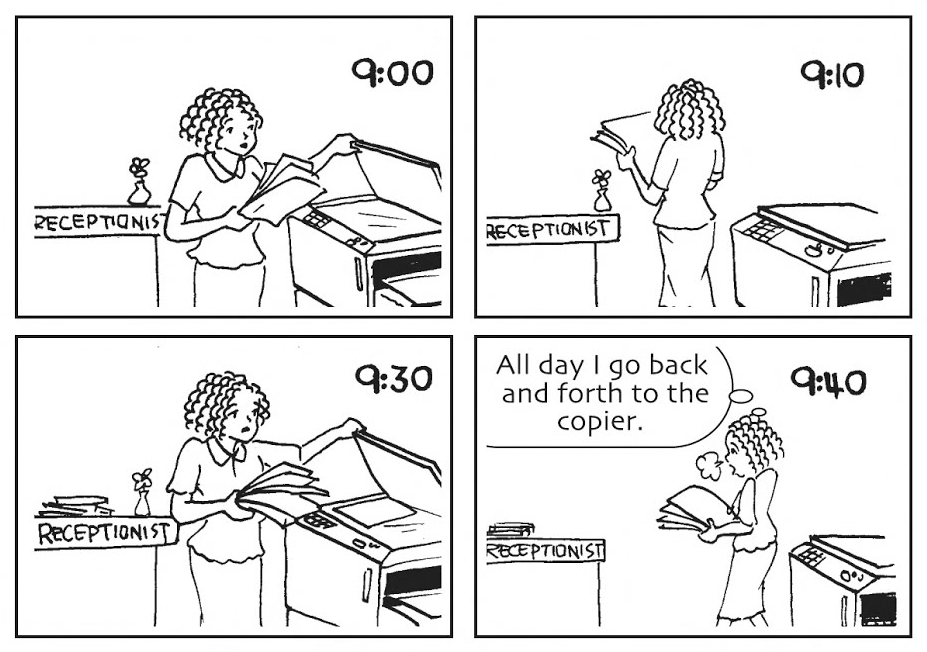 9:00
RECEPTIONIST
9:10
RECEPTIONIST
9:30
RECEPTIONIST
All day I go back
and forth to the
copier.
9:40
RECEPTIONIST